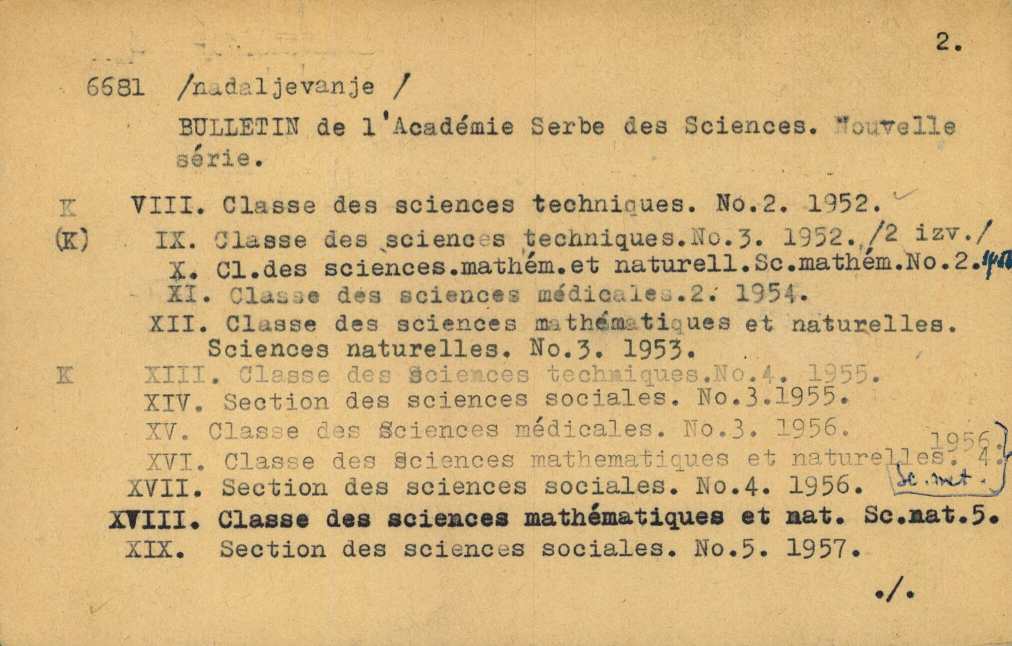 2.
6681 /nadaljevanje /
BULLETIN de l'Académie Serbe des Sciences. Nouvelle
série.
K VIII. Classe des sciences techniques. No.2. 1952.
(K) IX. Classe des sciences techniques.No.3. 1952. /2 izv./
X. Cl.des sciences.mathém.et naturell.Sc.mathém.No.2.
XI. Classe des sciences médicales.2. 1954.
XII. Classe des sciences mathématiques et naturelles.
Sciences naturelles. No.3. 1953.
K XIII. Classe des Sciences techniques.No.4. 1955.
XIV. Section des sciences sociales. No.3.1955.
XV. Classe des Sciences médicales. No.3. 1956.
1956.
XVI. Classe des Sciences mathematiques et naturelles. 4.
XVII. Section des sciences sociales. No.4. 1956.
XVIII. Classe des sciences mathématiques et nat. Sc.nat.5.
XIX. Section des sciences sociales. No.5. 1957.
./.